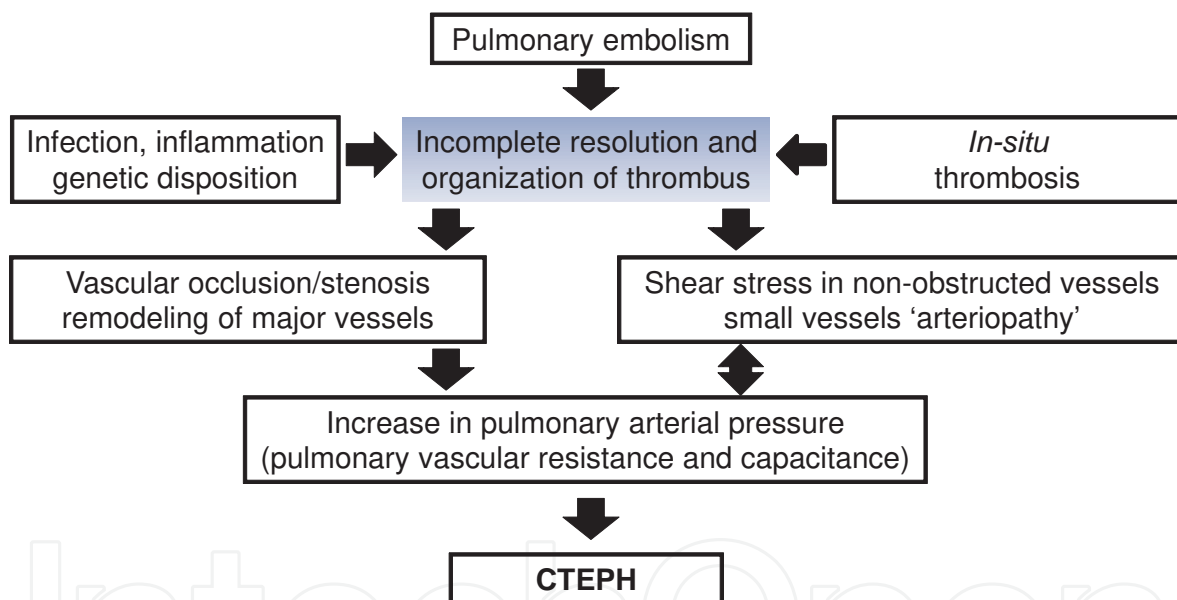 Pulmonary embolism
Infection, inflammation
genetic disposition
Incomplete resolution and
organization of thrombus
In-situ
thrombosis
Vascular occlusion/stenosis
remodeling of major vessels
Shear stress in non-obstructed vessels
small vessels ‘arteriopathy’
Increase in pulmonary arterial pressure
(pulmonary vascular resistance and capacitance)
CTEPH
IntechOpen